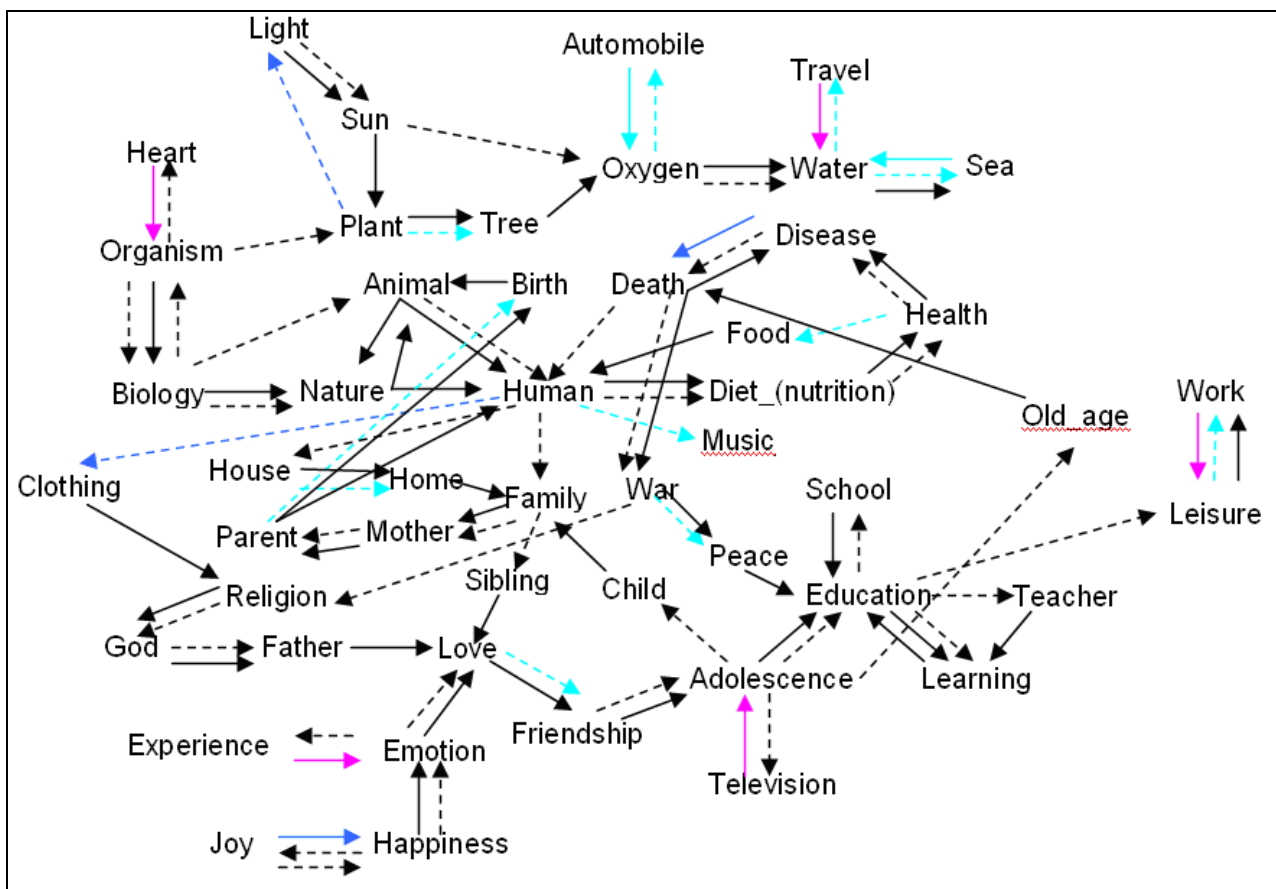 Light
Automobile
Travel
Sun
Heart
Oxygen
Water
Sea
Plant
Tree
Organism
Disease
Animal
Birth
Death
Food
Health
Biology
Nature
Human
Diet_(nutrition)
Work
Old_age
Music
House
Home
Clothing
Family
War
School
Leisure
Parent
Mother
Peace
Sibling
Child
Religion
Education
Teacher
God
Father
Love
Adolescence
Learning
Friendship
Experience
Emotion
Television
Joy
Happiness